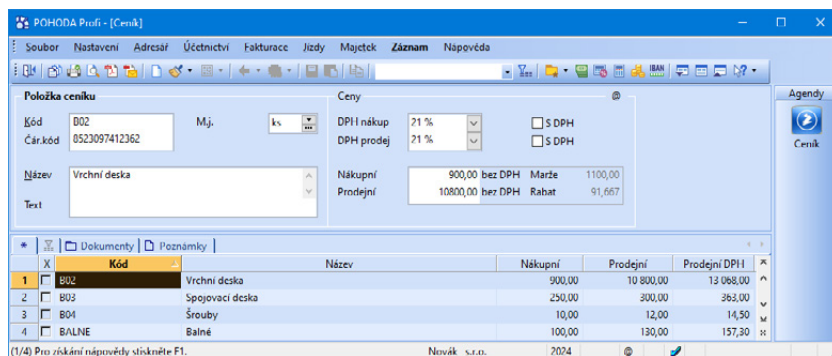 POHODA Profi - [Ceník]
Soubor Nastavení Adresář Účetnictví Fakturace Jízdy Majetek Záznam Nápověda
IBAN
Položka ceníku Ceny @ Agendy
Kód B02 M.j. ks DPH nákup 21 % S DPH
Čár.kód 8523097412362 DPH prodej 21 % S DPH
Ceník
Název Vrchní deska Nákupní 900,00 bez DPH Marže 1100,00
Prodejní 10800,00 bez DPH Rabat 91,667
Text
* Dokumenty Poznámky
X Kód Název Nákupní Prodejní Prodejní DPH
1 B02 Vrchní deska 900,00 10 800,00 13 068,00
2 B03 Spojovací deska 250,00 300,00 363,00
3 B04 Šrouby 10,00 12,00 14,50
4 BALNE Balné 100,00 130,00 157,30
(1/4) Pro získání nápovědy stiskněte F1. Novák s.r.o. 2024 @